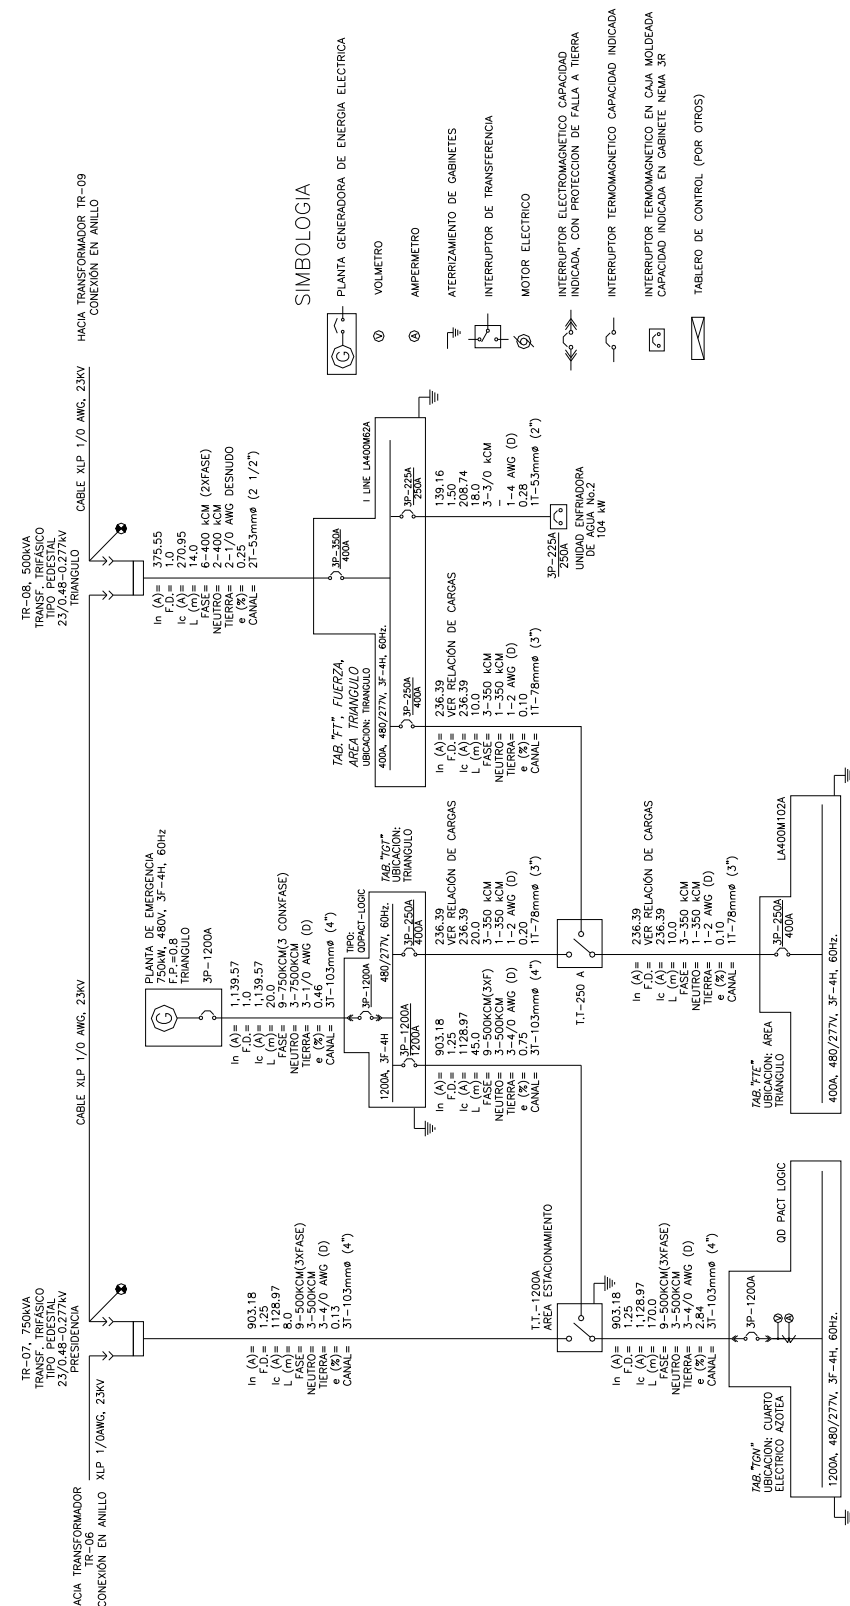 ACIA TRANSFORMADOR
TR-06
CONEXIÓN EN ANILLO
XLP 1/0AWG, 23KV
TR-07, 750kVA
TRANSF. TRIFÁSICO
TIPO PEDESTAL
23/0.48-0.277kV
PRESIDENCIA
CABLE XLP 1/0 AWG, 23KV
TR-08, 500kVA
TRANSF. TRIFÁSICO
TIPO PEDESTAL
23/0.48-0.277kV
TRIANGULO
CABLE XLP 1/0 AWG, 23KV
HACIA TRANSFORMADOR TR-09
CONEXIÓN EN ANILLO
In (A)= 903.18
F.D.= 1.25
Ic (A)= 1128.97
L (m)= 8.0
FASE= 9-500KCM(3XFASE)
NEUTRO= 3-500KCM
TIERRA= 3-4/0 AWG (D)
e (%)= 0.13
CANAL= 3T-103mmø (4")
T.T.-1200A
AREA ESTACIONAMIENTO
In (A)= 903.18
F.D.= 1.25
Ic (A)= 1,128.97
L (m)= 170.0
FASE= 9-500KCM(3XFASE)
NEUTRO= 3-500KCM
TIERRA= 3-4/0 AWG (D)
e (%)= 2.84
CANAL= 3T-103mmø (4")
TAB."TGN"
UBICACION: CUARTO
ELECTRICO AZOTEA
3P-1200A
V
A
QD PACT LOGIC
1200A, 480/277V, 3F-4H, 60Hz.
PLANTA DE EMERGENCIA
750kW, 480V, 3F-4H, 60Hz
F.P.=0.8
TRIANGULO
G
3P-1200A
In (A)= 1,139.57
F.D.= 1.0
Ic (A)= 1,139.57
L (m)= 20.0
FASE= 9-750KCM(3 CONXFASE)
NEUTRO= 3-7500KCM
TIERRA= 3-1/0 AWG (D)
e (%)= 0.46
CANAL= 3T-103mmø (4")
TIPO:
QDPACT-LOGIC
3P-1200A
TAB."TGT"
UBICACION:
TRIANGULO
1200A, 3F-4H
480/277V, 60Hz.
3P-1200A
1200A
3P-250A
400A
In (A)= 903.18
F.D.= 1.25
Ic (A)= 1128.97
L (m)= 45.0
FASE= 9-500KCM(3XF)
NEUTRO= 3-500KCM
TIERRA= 3-4/0 AWG (D)
e (%)= 0.75
CANAL= 3T-103mmø (4")
236.39
VER RELACIÓN DE CARGAS
236.39
20.0
3-350 kCM
1-350 kCM
1-2 AWG (D)
0.20
1T-78mmø (3")
T.T-250 A
In (A)= 236.39
F.D.= VER RELACIÓN DE CARGAS
Ic (A)= 236.39
L (m)= 10.0
FASE= 3-350 kCM
NEUTRO= 1-350 kCM
TIERRA= 1-2 AWG (D)
e (%)= 0.10
CANAL= 1T-78mmø (3")
TAB."FTE"
UBICACION: ÁREA
TRIÁNGULO
3P-250A
400A
LA400M102A
400A, 480/277V, 3F-4H, 60Hz.
In (A)= 375.55
F.D.= 1.0
Ic (A)= 270.95
L (m)= 14.0
FASE= 6-400 kCM (2XFASE)
NEUTRO= 2-400 kCM
TIERRA= 2-1/0 AWG DESNUDO
e (%)= 0.25
CANAL= 2T-53mmø (2 1/2")
3P-350A
400A
I LINE LA400M62A
TAB."FT", FUERZA,
AREA TRIANGULO
UBICACION: TIRANGULO
400A, 480/277V, 3F-4H, 60Hz.
3P-250A
400A
3P-225A
250A
In (A)= 236.39
F.D.= VER RELACIÓN DE CARGAS
Ic (A)= 236.39
L (m)= 10.0
FASE= 3-350 kCM
NEUTRO= 1-350 kCM
TIERRA= 1-2 AWG (D)
e (%)= 0.10
CANAL= 1T-78mmø (3")
139.16
1.50
208.74
18.0
3-3/0 kCM
-
1-4 AWG (D)
0.28
1T-53mmø (2")
3P-225A
250A
UNIDAD ENFRIADORA
DE AGUA No.2
104 kW
SIMBOLOGIA
G
PLANTA GENERADORA DE ENERGIA ELECTRICA
V
VOLMETRO
A
AMPERMETRO
ATERRIZAMIENTO DE GABINETES
INTERRUPTOR DE TRANSFERENCIA
MOTOR ELECTRICO
INTERRUPTOR ELECTROMAGNETICO CAPACIDAD
INDICADA, CON PROTECCION DE FALLA A TIERRA
INTERRUPTOR TERMOMAGNETICO CAPACIDAD INDICADA
INTERRUPTOR TERMOMAGNETICO EN CAJA MOLDEADA
CAPACIDAD INDICADA EN GABINETE NEMA 3R
TABLERO DE CONTROL (POR OTROS)